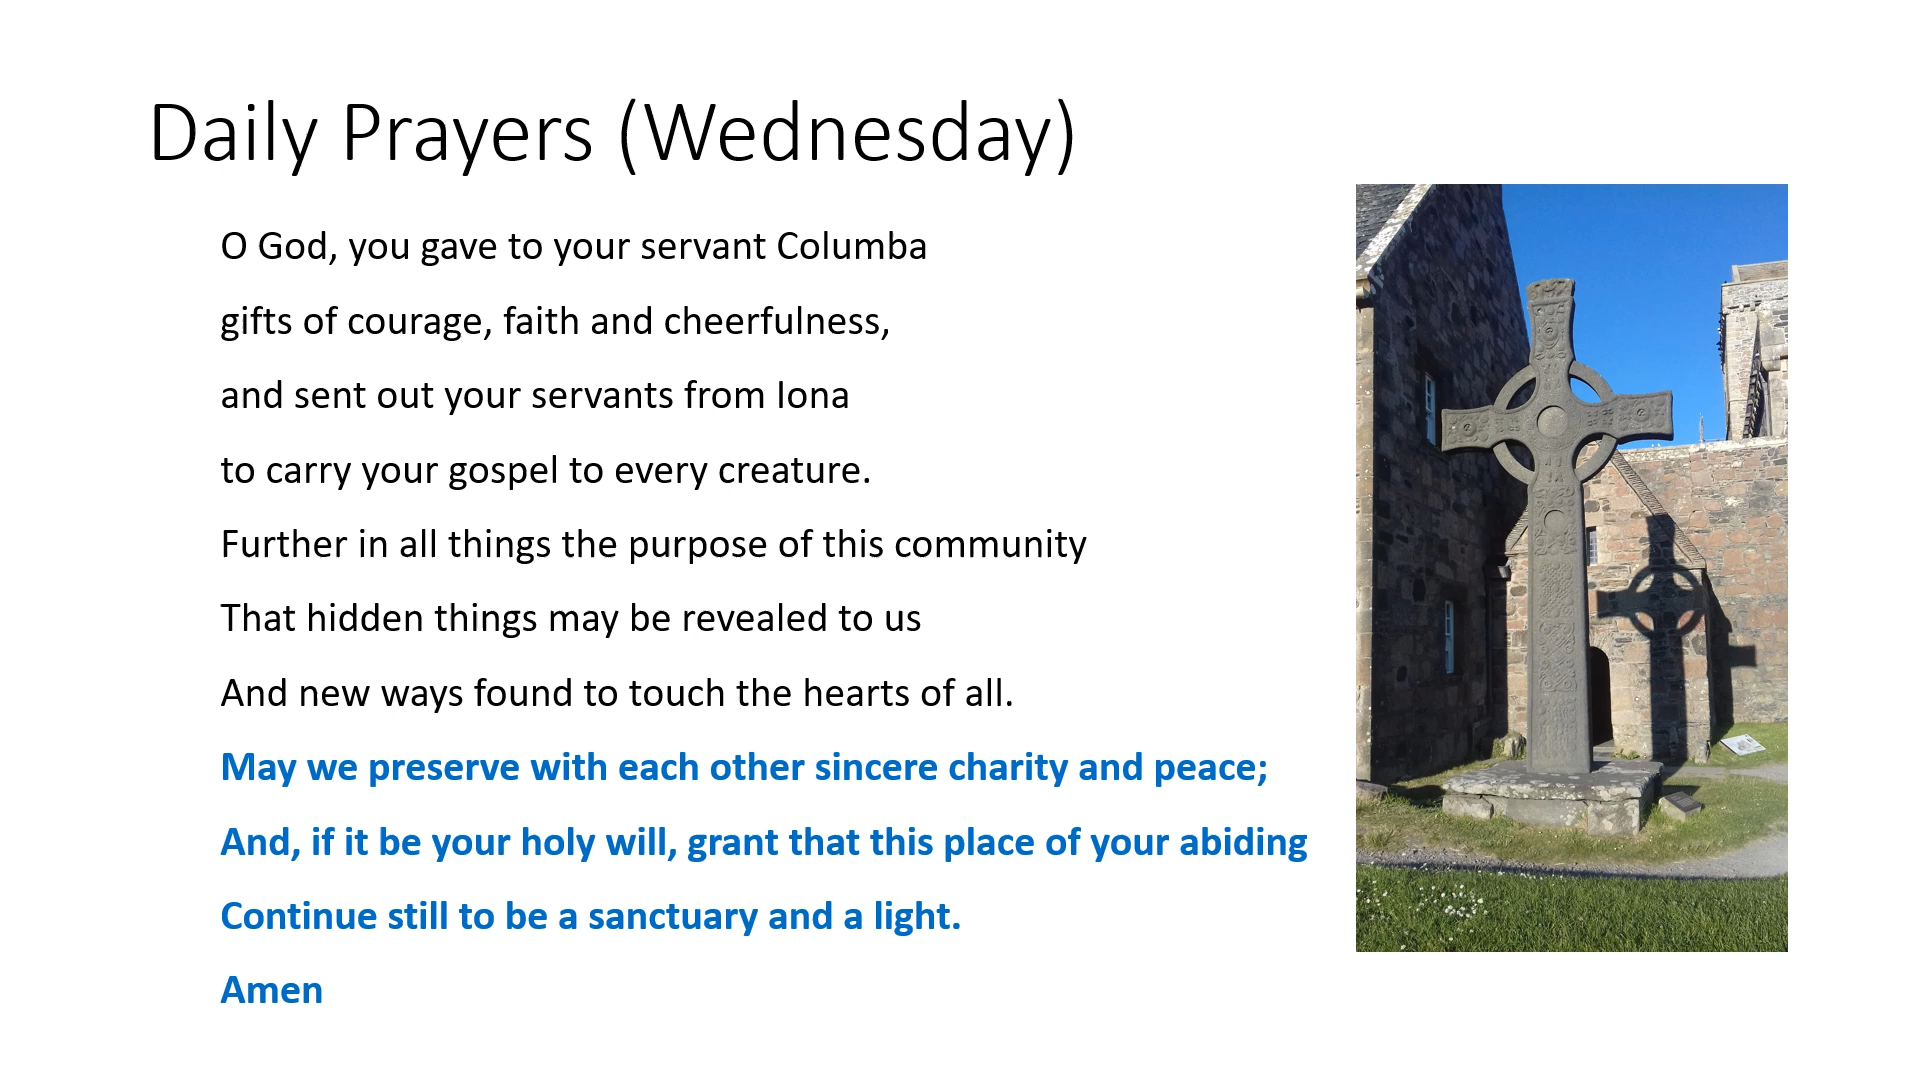 Daily Prayers (Wednesday)
O God, you gave to your servant Columba
gifts of courage, faith and cheerfulness,
and sent out your servants from Iona
to carry your gospel to every creature.
Further in all things the purpose of this community
That hidden things may be revealed to us
And new ways found to touch the hearts of all.
May we preserve with each other sincere charity and peace;
And, if it be your holy will, grant that this place of your abiding
Continue still to be a sanctuary and a light.
Amen